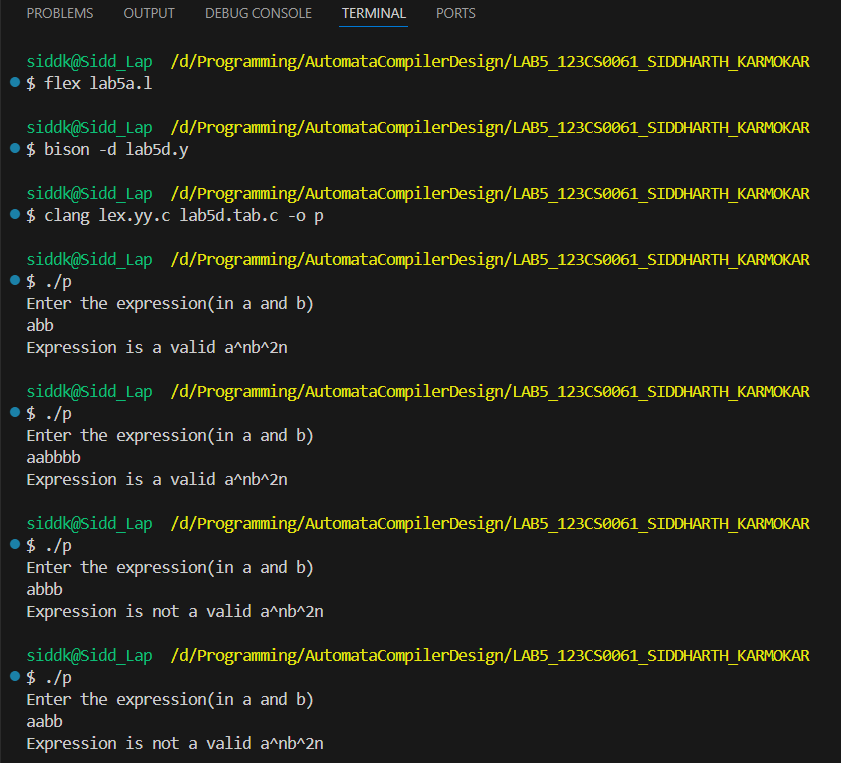 PROBLEMS OUTPUT DEBUG CONSOLE TERMINAL PORTS
siddk@Sidd_Lap /d/Programming/AutomataCompilerDesign/LAB5_123CS0061_SIDDHARTH_KARMOKAR
$ flex lab5a.l
siddk@Sidd_Lap /d/Programming/AutomataCompilerDesign/LAB5_123CS0061_SIDDHARTH_KARMOKAR
$ bison -d lab5d.y
siddk@Sidd_Lap /d/Programming/AutomataCompilerDesign/LAB5_123CS0061_SIDDHARTH_KARMOKAR
$ clang lex.yy.c lab5d.tab.c -o p
siddk@Sidd_Lap /d/Programming/AutomataCompilerDesign/LAB5_123CS0061_SIDDHARTH_KARMOKAR
$ ./p
Enter the expression(in a and b)
abb
Expression is a valid a^nb^2n
siddk@Sidd_Lap /d/Programming/AutomataCompilerDesign/LAB5_123CS0061_SIDDHARTH_KARMOKAR
$ ./p
Enter the expression(in a and b)
aabbbb
Expression is a valid a^nb^2n
siddk@Sidd_Lap /d/Programming/AutomataCompilerDesign/LAB5_123CS0061_SIDDHARTH_KARMOKAR
$ ./p
Enter the expression(in a and b)
abbb
Expression is not a valid a^nb^2n
siddk@Sidd_Lap /d/Programming/AutomataCompilerDesign/LAB5_123CS0061_SIDDHARTH_KARMOKAR
$ ./p
Enter the expression(in a and b)
aabb
Expression is not a valid a^nb^2n